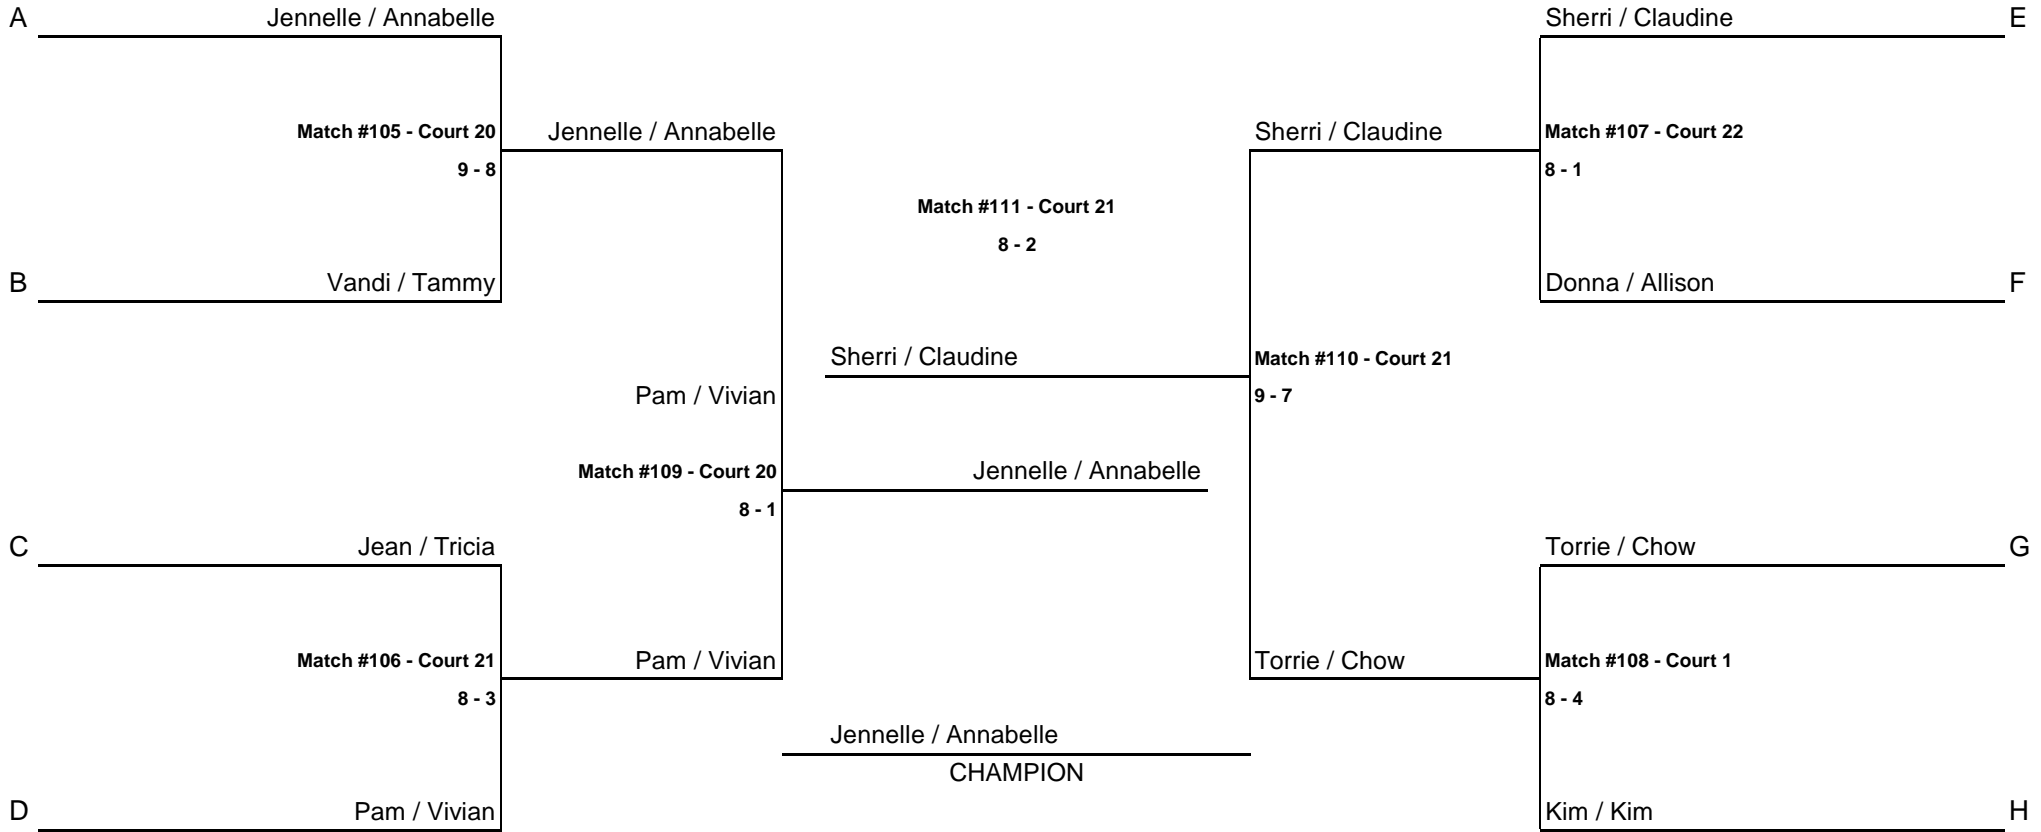 A Jennelle / Annabelle Sherri / Claudine E
Match #105 - Court 20 Jennelle / Annabelle Sherri / Claudine Match #107 - Court 22
9 - 8 8 - 1
Match #111 - Court 21
8 - 2
B Vandi / Tammy Donna / Allison F
Sherri / Claudine Match #110 - Court 21
Pam / Vivian 9 - 7
Match #109 - Court 20 Jennelle / Annabelle
8 - 1
C Jean / Tricia Torrie / Chow G
Match #106 - Court 21 Pam / Vivian Torrie / Chow Match #108 - Court 1
8 - 3 8 - 4
Jennelle / Annabelle
CHAMPION
D Pam / Vivian Kim / Kim H